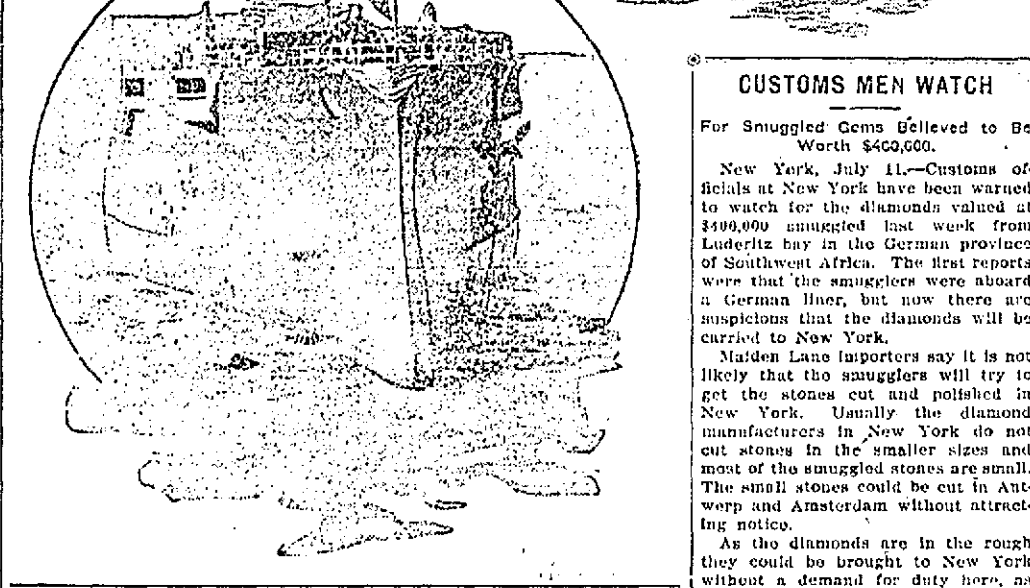 CUSTOMS MEN WATCH
For Smuggled Gems Believed to Be
Worth $400,000.
New York, July 11.—Customs of-
ficials at New York have been warned
to watch for the diamonds valued at
$400,000 smuggled last week from
Luderitz bay in the German province
of Southwest Africa. The first reports
were that the smugglers were aboard
a German liner, but now there are
suspicions that the diamonds will be
carried to New York.
Maiden Lane importers say it is not
likely that the smugglers will try to
get the stones cut and polished in
New York. Usually the diamond
manufacturers in New York do not
cut stones in the smaller sizes and
most of the smuggled stones are small.
The small stones could be cut in Ant-
werp and Amsterdam without attract-
ing notice.
As the diamonds are in the rough
they could be brought to New York
without a demand for duty here, as